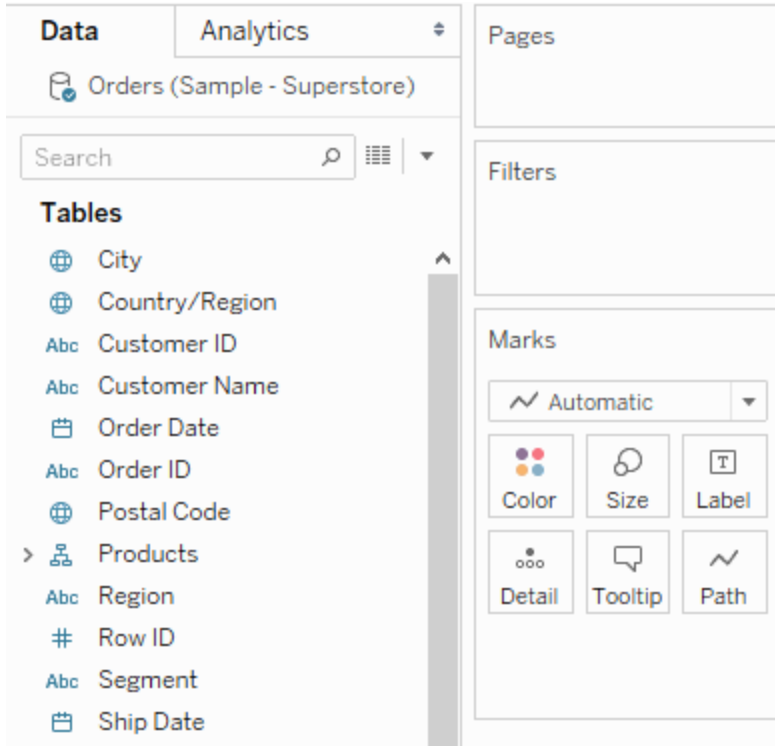 Data
Analytics
Orders (Sample - Superstore)
Search
Tables
City
Country/Region
Abc Customer ID
Abc Customer Name
Order Date
Abc Order ID
Postal Code
Products
Abc Region
# Row ID
Abc Segment
Ship Date
Pages
Filters
Marks
Automatic
Color
Size
T Label
Detail
Tooltip
Path